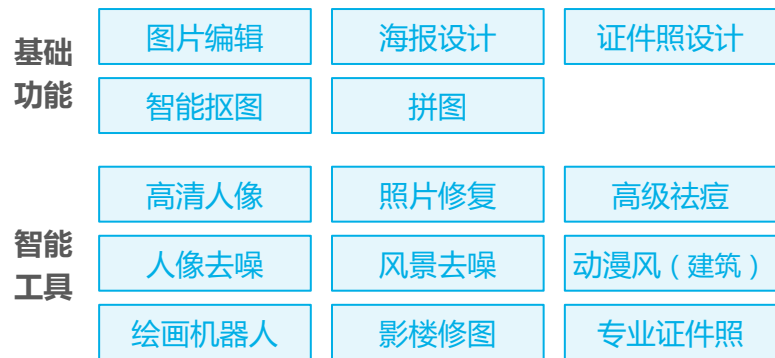 基础
功能
图片编辑
海报设计
证件照设计
智能抠图
拼图
智能
工具
高清人像
照片修复
高级祛痘
人像去噪
风景去噪
动漫风（建筑）
绘画机器人
影楼修图
专业证件照